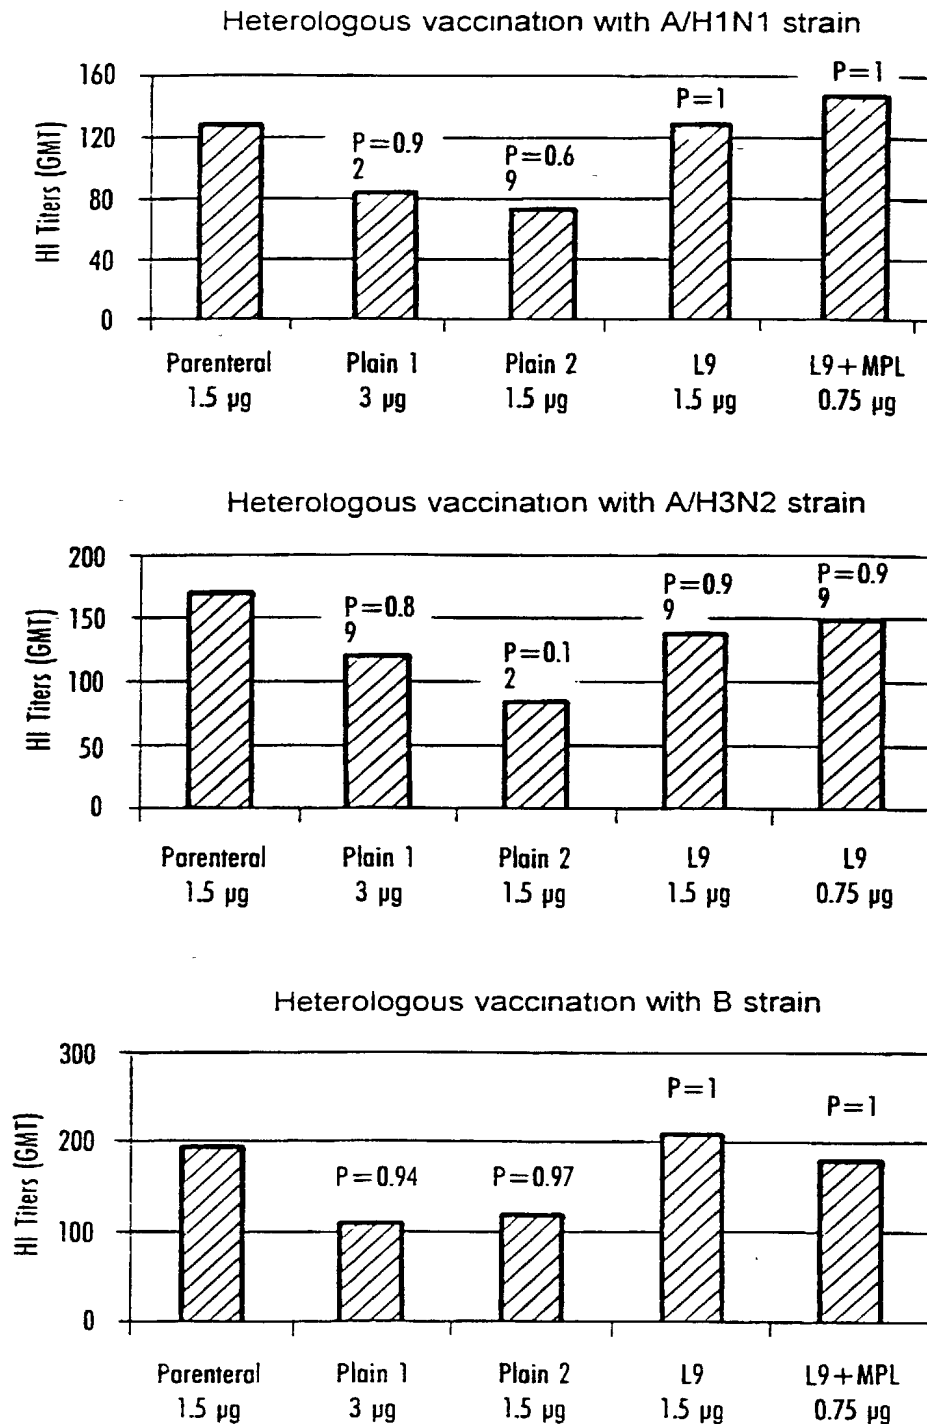 Heterologous vaccination with A/H1N1 strain
HI Titers (GMT)
160
120
80
40
0
P=0.9
2
P=0.6
9
P=1
P=1
Parenteral Plain 1 Plain 2 L9 L9+MPL
1.5 µg 3 µg 1.5 µg 1.5 µg 0.75 µg
Heterologous vaccination with A/H3N2 strain
HI Titers (GMT)
200
150
100
50
0
P=0.8
9
P=0.1
2
P=0.9
9
P=0.9
9
Parenteral Plain 1 Plain 2 L9 L9
1.5 µg 3 µg 1.5 µg 1.5 µg 0.75 µg
Heterologous vaccination with B strain
HI Titers (GMT)
300
200
100
0
P=0.94
P=0.97
P=1
P=1
Parenteral Plain 1 Plain 2 L9 L9+MPL
1.5 µg 3 µg 1.5 µg 1.5 µg 0.75 µg